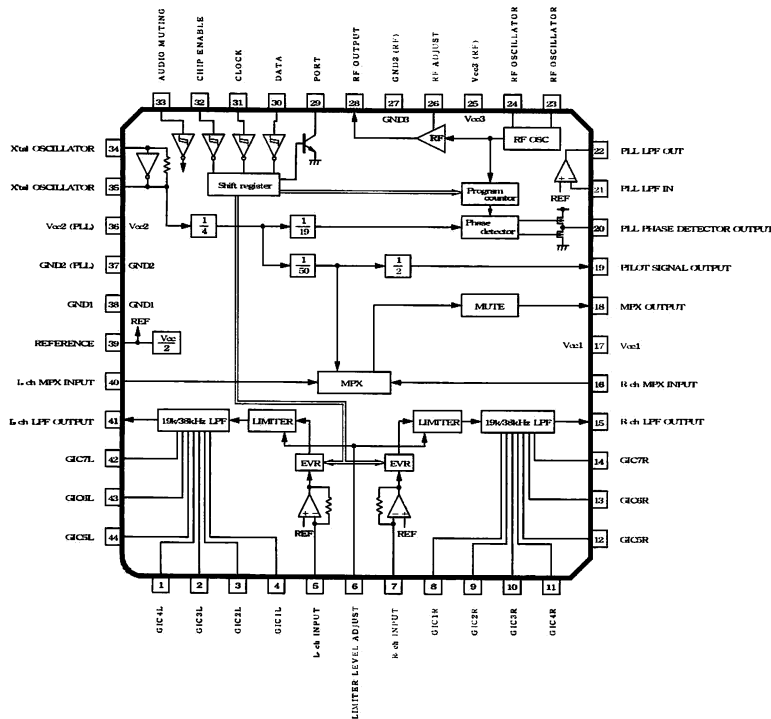 AUDIO MUTING
CHIP ENABLE
CLOCK
DATA
PORT
RF OUTPUT
GND3 (RF)
RF ADJUST
Vcc3 (RF)
RF OSCILLATOR
RF OSCILLATOR
33 32 31 30 29 28 27 26 25 24 23
GND3 Vcc3
RF
RF OSC
X'tal OSCILLATOR 34
X'tal OSCILLATOR 35
Vcc2 (PLL) 36 Vcc2
GND2 (PLL) 37 GND2
GND1 38 GND1
REF
REFERENCE 39
Vcc
2
L ch MPX INPUT 40
L ch LPF OUTPUT 41
GIC7L 42
GIC6L 43
GIC5L 44
Shift register
Program
countor
Phase
detector
REF
1
4
1
19
1
50
1
2
MUTE
MPX
19k/38kHz LPF
LIMITER
LIMITER
19k/38kHz LPF
EVR
EVR
REF
REF
22 PLL LPF OUT
21 PLL LPF IN
20 PLL PHASE DETECTOR OUTPUT
19 PILOT SIGNAL OUTPUT
18 MPX OUTPUT
Vcc1 17 Vcc1
16 R ch MPX INPUT
15 R ch LPF OUTPUT
14 GIC7R
13 GIC6R
12 GIC5R
1 2 3 4 5 6 7 8 9 10 11
GIC4L
GIC3L
GIC2L
GIC1L
L ch INPUT
LIMITER LEVEL ADJUST
R ch INPUT
GIC1R
GIC2R
GIC3R
GIC4R